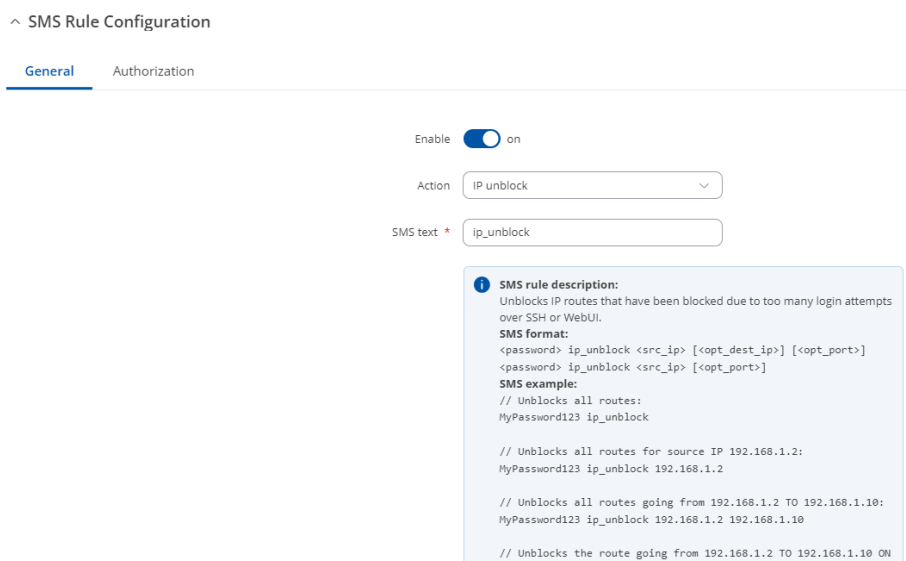 SMS Rule Configuration
General Authorization
Enable on
Action IP unblock
SMS text * ip_unblock
SMS rule description:
Unblocks IP routes that have been blocked due to too many login attempts
over SSH or WebUI.
SMS format:
<password> ip_unblock <src_ip> [<opt_dest_ip>] [<opt_port>]
<password> ip_unblock <src_ip> [<opt_port>]
SMS example:
// Unblocks all routes:
MyPassword123 ip_unblock
// Unblocks all routes for source IP 192.168.1.2:
MyPassword123 ip_unblock 192.168.1.2
// Unblocks all routes going from 192.168.1.2 TO 192.168.1.10:
MyPassword123 ip_unblock 192.168.1.2 192.168.1.10
// Unblocks the route going from 192.168.1.2 TO 192.168.1.10 ON